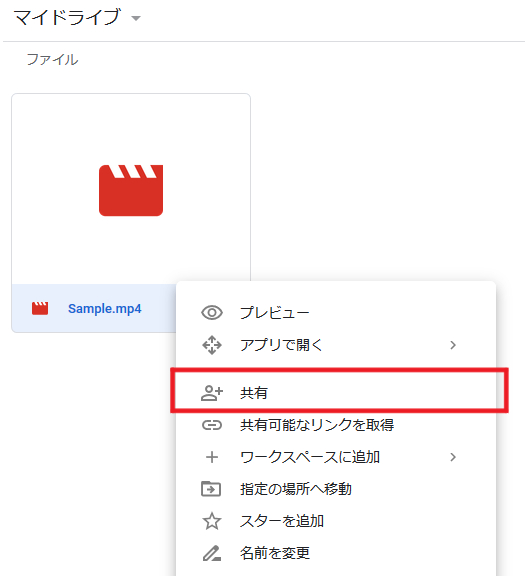 マイドライブ
ファイル
Sample.mp4
プレビュー
アプリで開く
共有
共有可能なリンクを取得
ワークスペースに追加
指定の場所へ移動
スターを追加
名前を変更